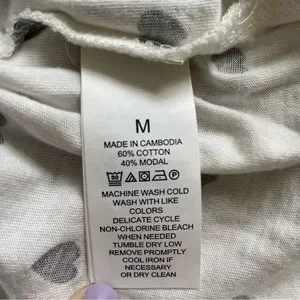 M
MADE IN CAMBODIA
60% COTTON
40% MODAL
MACHINE WASH COLD
WASH WITH LIKE
COLORS
DELICATE CYCLE
NON-CHLORINE BLEACH
WHEN NEEDED
TUMBLE DRY LOW
REMOVE PROMPTLY
COOL IRON IF
NECESSARY
OR DRY CLEAN